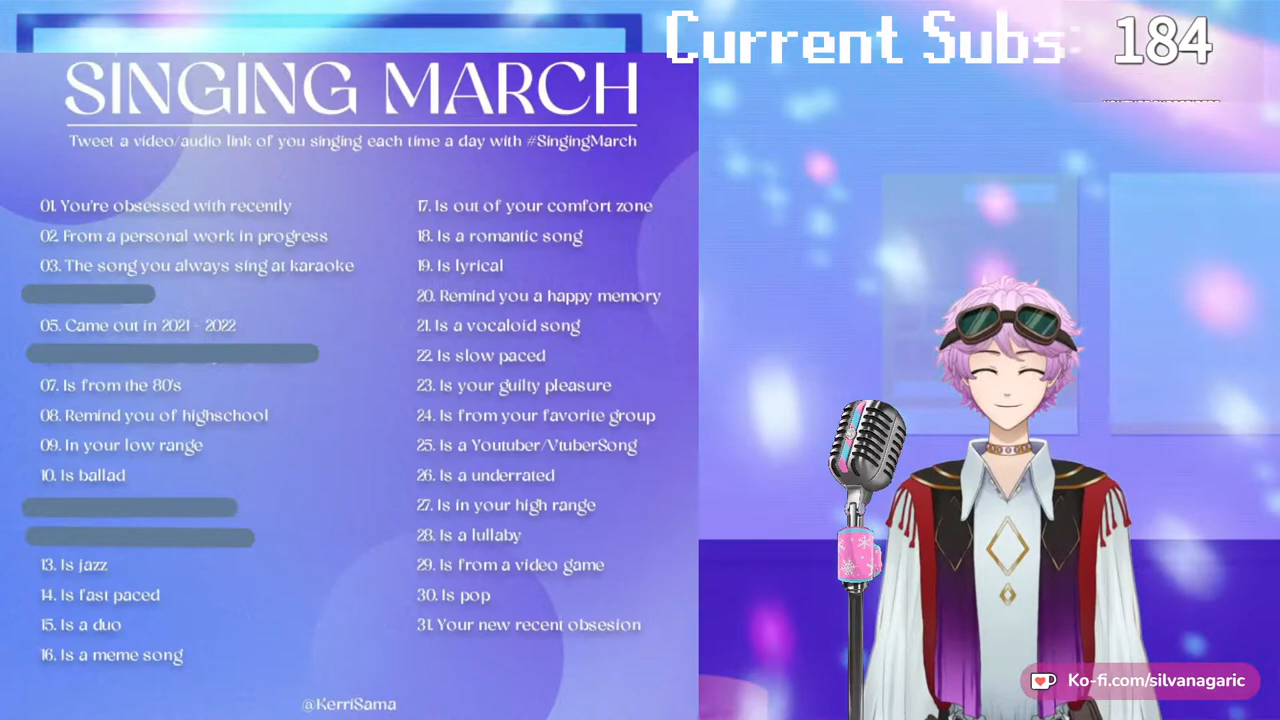 SINGING MARCH
Tweet a video/audio link of you singing each time a day with #SingingMarch
01. You're obsessed with recently
02. From a personal work in progress
03. The song you always sing at karaoke
05. Came out in 2021 - 2022
07. Is from the 80's
08. Remind you of highschool
09. In your low range
10. Is ballad
13. Is jazz
14. Is fast paced
15. Is a duo
16. Is a meme song
17. Is out of your comfort zone
18. Is a romantic song
19. Is lyrical
20. Remind you a happy memory
21. Is a vocaloid song
22. Is slow paced
23. Is your guilty pleasure
24. Is from your favorite group
25. Is a Youtuber/VtuberSong
26. Is a underrated
27. Is in your high range
28. Is a lullaby
29. Is from a video game
30. Is pop
31. Your new recent obsesion
@KerriSama
Current Subs: 184
Ko-fi.com/silvanagaric